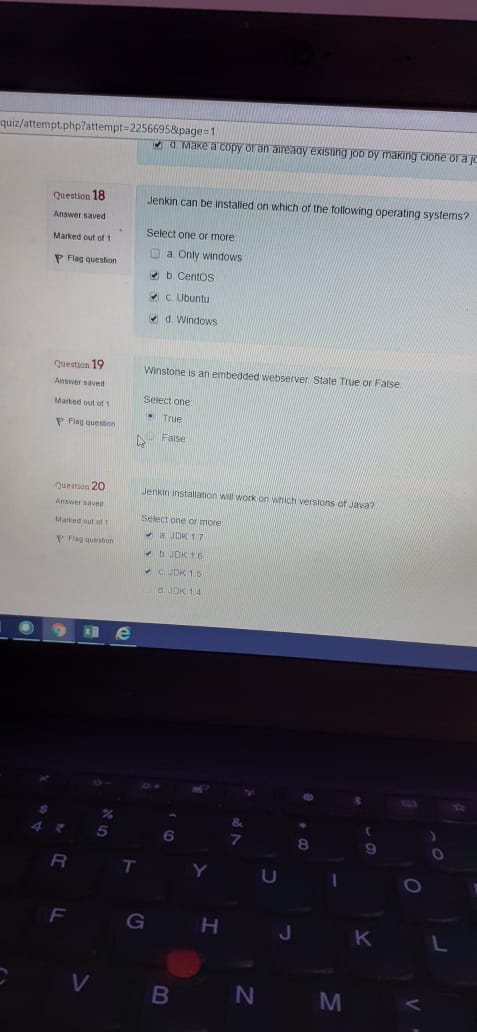 quiz/attempt.php?attempt=2256695&page=1
d. Make a copy of an already existing job by making clone of a jo
Question 18
Answer saved
Marked out of 1
Flag question
Jenkin can be installed on which of the following operating systems?
Select one or more:
a. Only windows
b. CentOS
c. Ubuntu
d. Windows
Question 19
Answer saved
Marked out of 1
Flag question
Winstone is an embedded webserver. State True or False.
Select one:
True
False
Question 20
Answer saved
Marked out of 1
Flag question
Jenkin installation will work on which versions of Java?
Select one or more:
a. JDK 1.7
b. JDK 1.6
c. JDK 1.5
d. JDK 1.4
$ % ^ & * ( )
4 ₹ 5 6 7 8 9 0
R T Y U I O
F G H J K L
C V B N M <